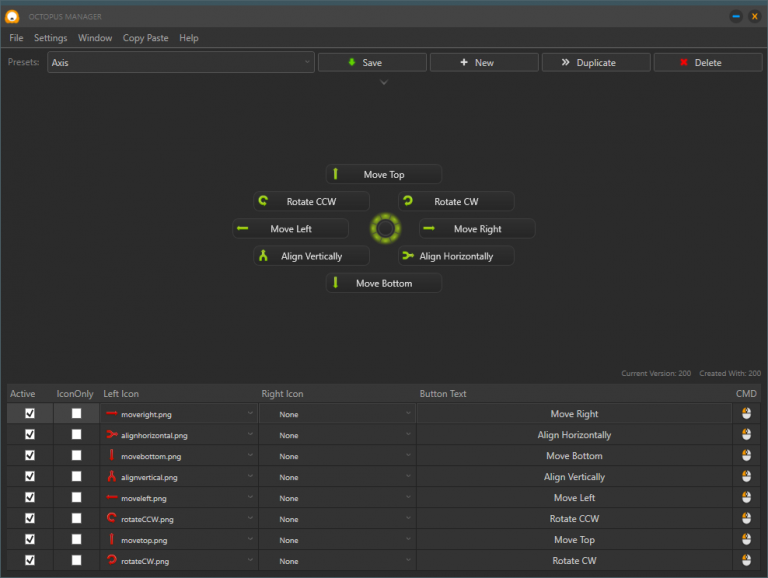 OCTOPUS MANAGER
File Settings Window Copy Paste Help
Presets: Axis Save New Duplicate Delete
Move Top
Rotate CCW Rotate CW
Move Left Move Right
Align Vertically Align Horizontally
Move Bottom
Current Version: 200 Created With: 200
Active IconOnly Left Icon Right Icon Button Text CMD
moveright.png None Move Right
alignhorizontal.png None Align Horizontally
movebottom.png None Move Bottom
alignvertical.png None Align Vertically
moveleft.png None Move Left
rotateCCW.png None Rotate CCW
movetop.png None Move Top
rotateCW.png None Rotate CW